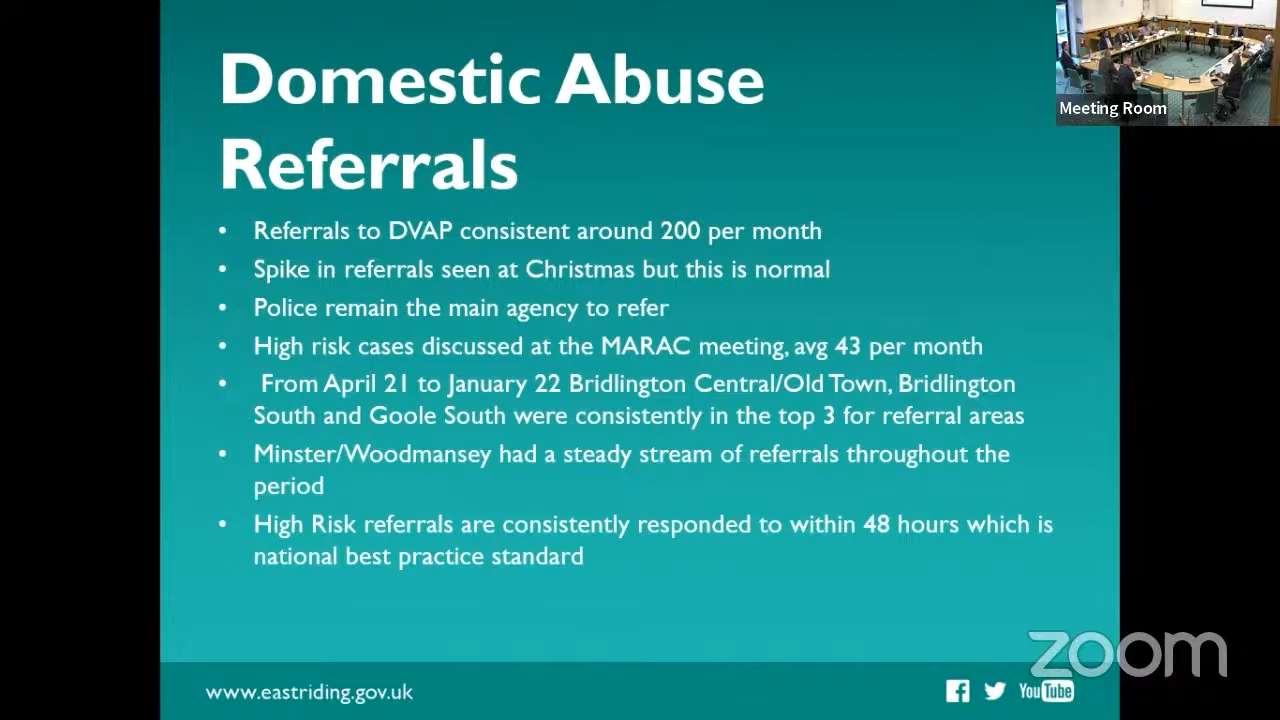 Domestic Abuse
Referrals
Meeting Room
• Referrals to DVAP consistent around 200 per month
• Spike in referrals seen at Christmas but this is normal
• Police remain the main agency to refer
• High risk cases discussed at the MARAC meeting, avg 43 per month
• From April 21 to January 22 Bridlington Central/Old Town, Bridlington
South and Goole South were consistently in the top 3 for referral areas
• Minster/Woodmansey had a steady stream of referrals throughout the
period
• High Risk referrals are consistently responded to within 48 hours which is
national best practice standard
zoom
www.eastriding.gov.uk
YouTube